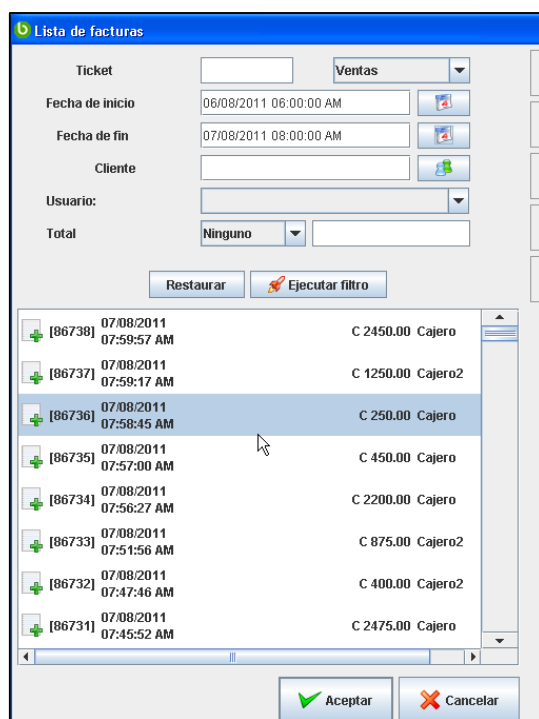 Lista de facturas
Ticket Ventas
Fecha de inicio 06/08/2011 06:00:00 AM
Fecha de fin 07/08/2011 08:00:00 AM
Cliente
Usuario:
Total Ninguno
Restaurar Ejecutar filtro
[86738] 07/08/2011 07:59:57 AM C 2450.00 Cajero
[86737] 07/08/2011 07:59:17 AM C 1250.00 Cajero2
[86736] 07/08/2011 07:58:45 AM C 250.00 Cajero
[86735] 07/08/2011 07:57:00 AM C 450.00 Cajero
[86734] 07/08/2011 07:56:27 AM C 2200.00 Cajero
[86733] 07/08/2011 07:51:56 AM C 875.00 Cajero2
[86732] 07/08/2011 07:47:46 AM C 400.00 Cajero2
[86731] 07/08/2011 07:45:52 AM C 2475.00 Cajero
Aceptar Cancelar